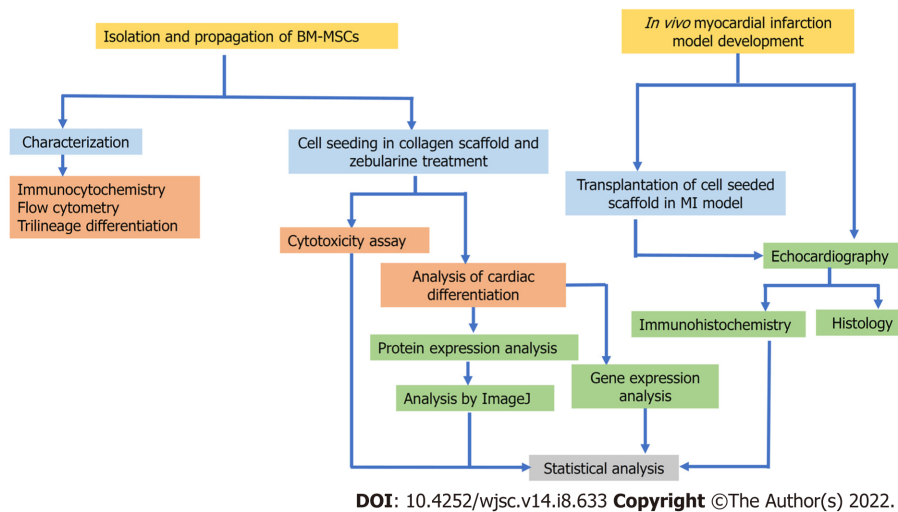 Isolation and propagation of BM-MSCs
In vivo myocardial infarction
model development
Characterization
Cell seeding in collagen scaffold and
zebularine treatment
Immunocytochemistry
Flow cytometry
Trilineage differentiation
Transplantation of cell seeded
scaffold in MI model
Cytotoxicity assay
Echocardiography
Analysis of cardiac
differentiation
Immunohistochemistry
Histology
Protein expression analysis
Gene expression
analysis
Analysis by ImageJ
Statistical analysis
DOI: 10.4252/wjsc.v14.i8.633 Copyright ©The Author(s) 2022.